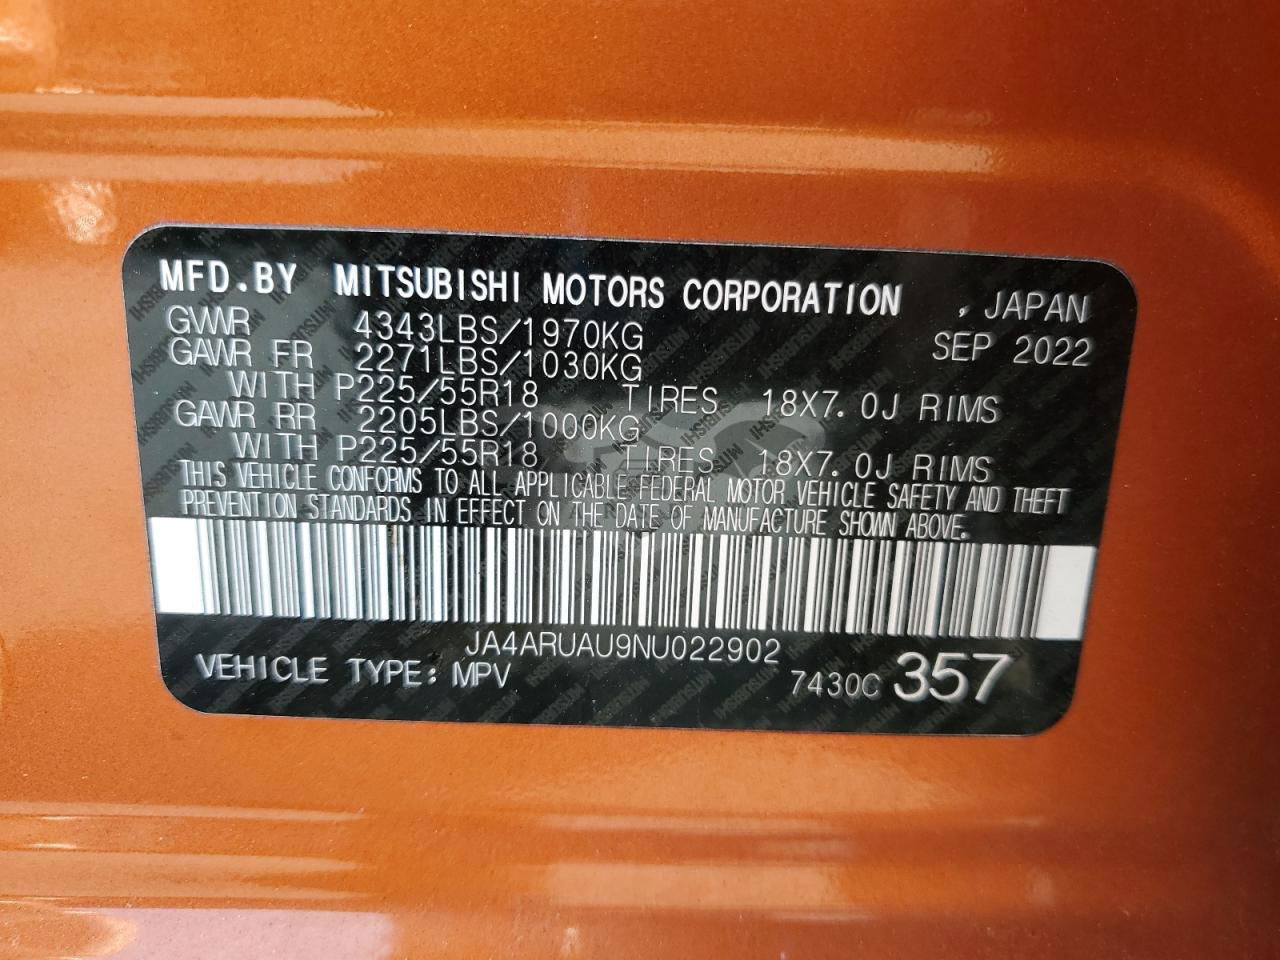 MFD.BY MITSUBISHI MOTORS CORPORATION , JAPAN
GVWR 4343LBS/1970KG SEP 2022
GAWR FR 2271LBS/1030KG
WITH P225/55R18 TIRES 18X7.0J RIMS
GAWR RR 2205LBS/1000KG
WITH P225/55R18 TIRES 18X7.0J RIMS
THIS VEHICLE CONFORMS TO ALL APPLICABLE FEDERAL MOTOR VEHICLE SAFETY AND THEFT
PREVENTION STANDARDS IN EFFECT ON THE DATE OF MANUFACTURE SHOWN ABOVE.
JA4ARUAU9NU022902
VEHICLE TYPE: MPV 7430C 357